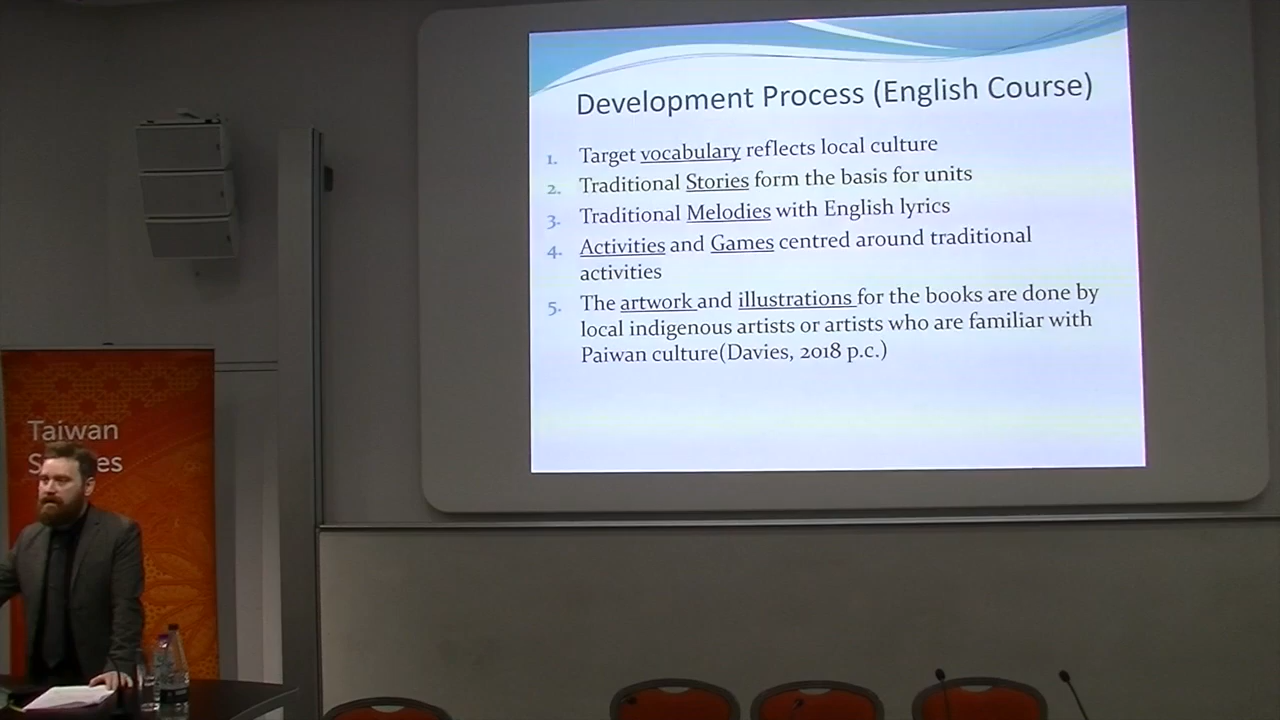 Development Process (English Course)
1. Target vocabulary reflects local culture
2. Traditional Stories form the basis for units
3. Traditional Melodies with English lyrics
4. Activities and Games centred around traditional
activities
5. The artwork and illustrations for the books are done by
local indigenous artists or artists who are familiar with
Paiwan culture(Davies, 2018 p.c.)
Taiwan